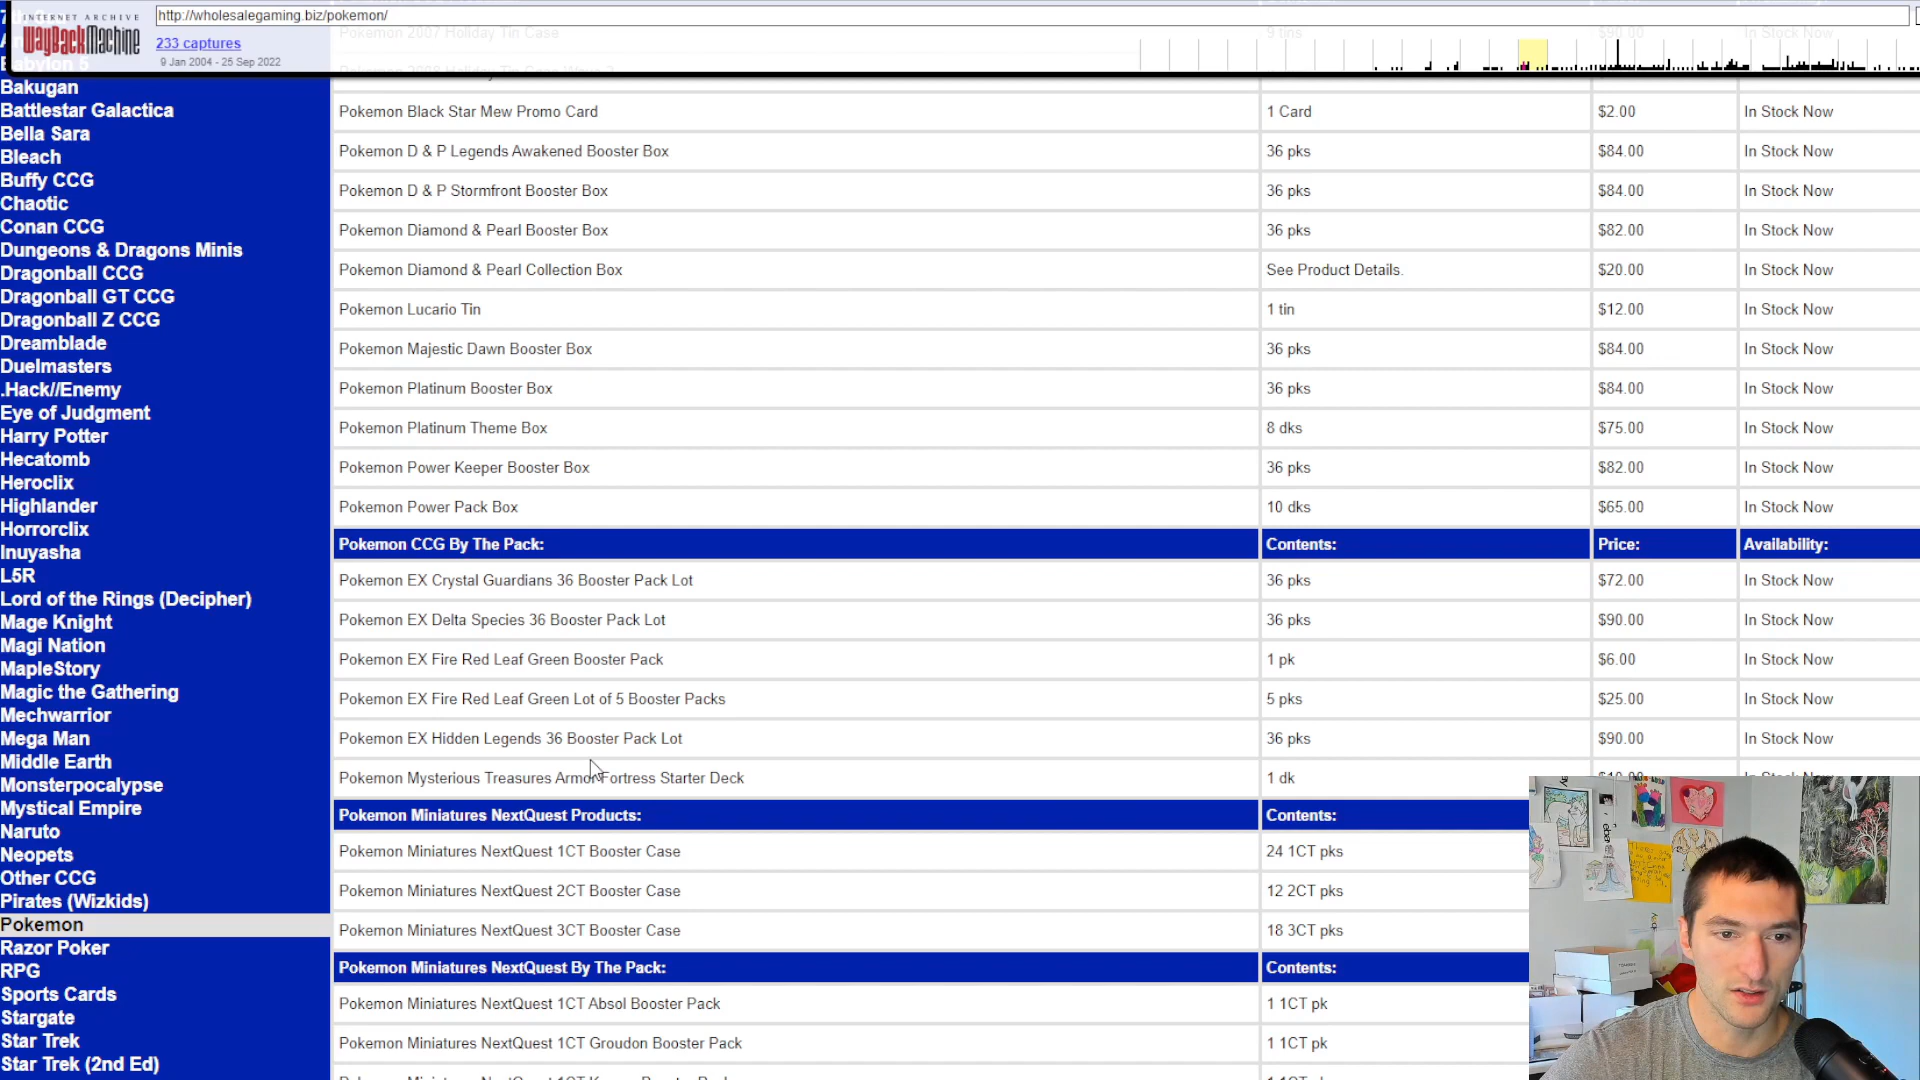 INTERNET ARCHIVE
WayBackMachine
http://wholesalegaming.biz/pokemon/
233 captures
9 Jan 2004 - 25 Sep 2022
Pokemon 2007 Holiday Tin Case 9 tins $90.00 In Stock Now
Babylon 5
Bakugan
Battlestar Galactica
Bella Sara
Bleach
Buffy CCG
Chaotic
Conan CCG
Dungeons & Dragons Minis
Dragonball CCG
Dragonball GT CCG
Dragonball Z CCG
Dreamblade
Duelmasters
.Hack//Enemy
Eye of Judgment
Harry Potter
Hecatomb
Heroclix
Highlander
Horrorclix
Inuyasha
L5R
Lord of the Rings (Decipher)
Mage Knight
Magi Nation
MapleStory
Magic the Gathering
Mechwarrior
Mega Man
Middle Earth
Monsterpocalypse
Mystical Empire
Naruto
Neopets
Other CCG
Pirates (Wizkids)
Pokemon
Razor Poker
RPG
Sports Cards
Stargate
Star Trek
Star Trek (2nd Ed)
Pokemon Black Star Mew Promo Card 1 Card $2.00 In Stock Now
Pokemon D & P Legends Awakened Booster Box 36 pks $84.00 In Stock Now
Pokemon D & P Stormfront Booster Box 36 pks $84.00 In Stock Now
Pokemon Diamond & Pearl Booster Box 36 pks $82.00 In Stock Now
Pokemon Diamond & Pearl Collection Box See Product Details. $20.00 In Stock Now
Pokemon Lucario Tin 1 tin $12.00 In Stock Now
Pokemon Majestic Dawn Booster Box 36 pks $84.00 In Stock Now
Pokemon Platinum Booster Box 36 pks $84.00 In Stock Now
Pokemon Platinum Theme Box 8 dks $75.00 In Stock Now
Pokemon Power Keeper Booster Box 36 pks $82.00 In Stock Now
Pokemon Power Pack Box 10 dks $65.00 In Stock Now
Pokemon CCG By The Pack: Contents: Price: Availability:
Pokemon EX Crystal Guardians 36 Booster Pack Lot 36 pks $72.00 In Stock Now
Pokemon EX Delta Species 36 Booster Pack Lot 36 pks $90.00 In Stock Now
Pokemon EX Fire Red Leaf Green Booster Pack 1 pk $6.00 In Stock Now
Pokemon EX Fire Red Leaf Green Lot of 5 Booster Packs 5 pks $25.00 In Stock Now
Pokemon EX Hidden Legends 36 Booster Pack Lot 36 pks $90.00 In Stock Now
Pokemon Mysterious Treasures Armor Fortress Starter Deck 1 dk
Pokemon Miniatures NextQuest Products: Contents:
Pokemon Miniatures NextQuest 1CT Booster Case 24 1CT pks
Pokemon Miniatures NextQuest 2CT Booster Case 12 2CT pks
Pokemon Miniatures NextQuest 3CT Booster Case 18 3CT pks
Pokemon Miniatures NextQuest By The Pack: Contents:
Pokemon Miniatures NextQuest 1CT Absol Booster Pack 1 1CT pk
Pokemon Miniatures NextQuest 1CT Groudon Booster Pack 1 1CT pk